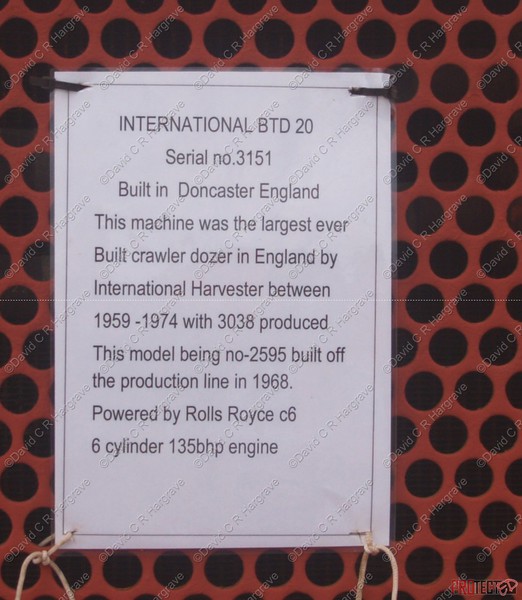 INTERNATIONAL BTD 20
Serial no.3151
Built in Doncaster England
This machine was the largest ever
Built crawler dozer in England by
International Harvester between
1959 -1974 with 3038 produced
This model being no-2595 built off
the production line in 1968.
Powered by Rolls Royce c6
6 cylinder 135bhp engine
©David C R Hargrave